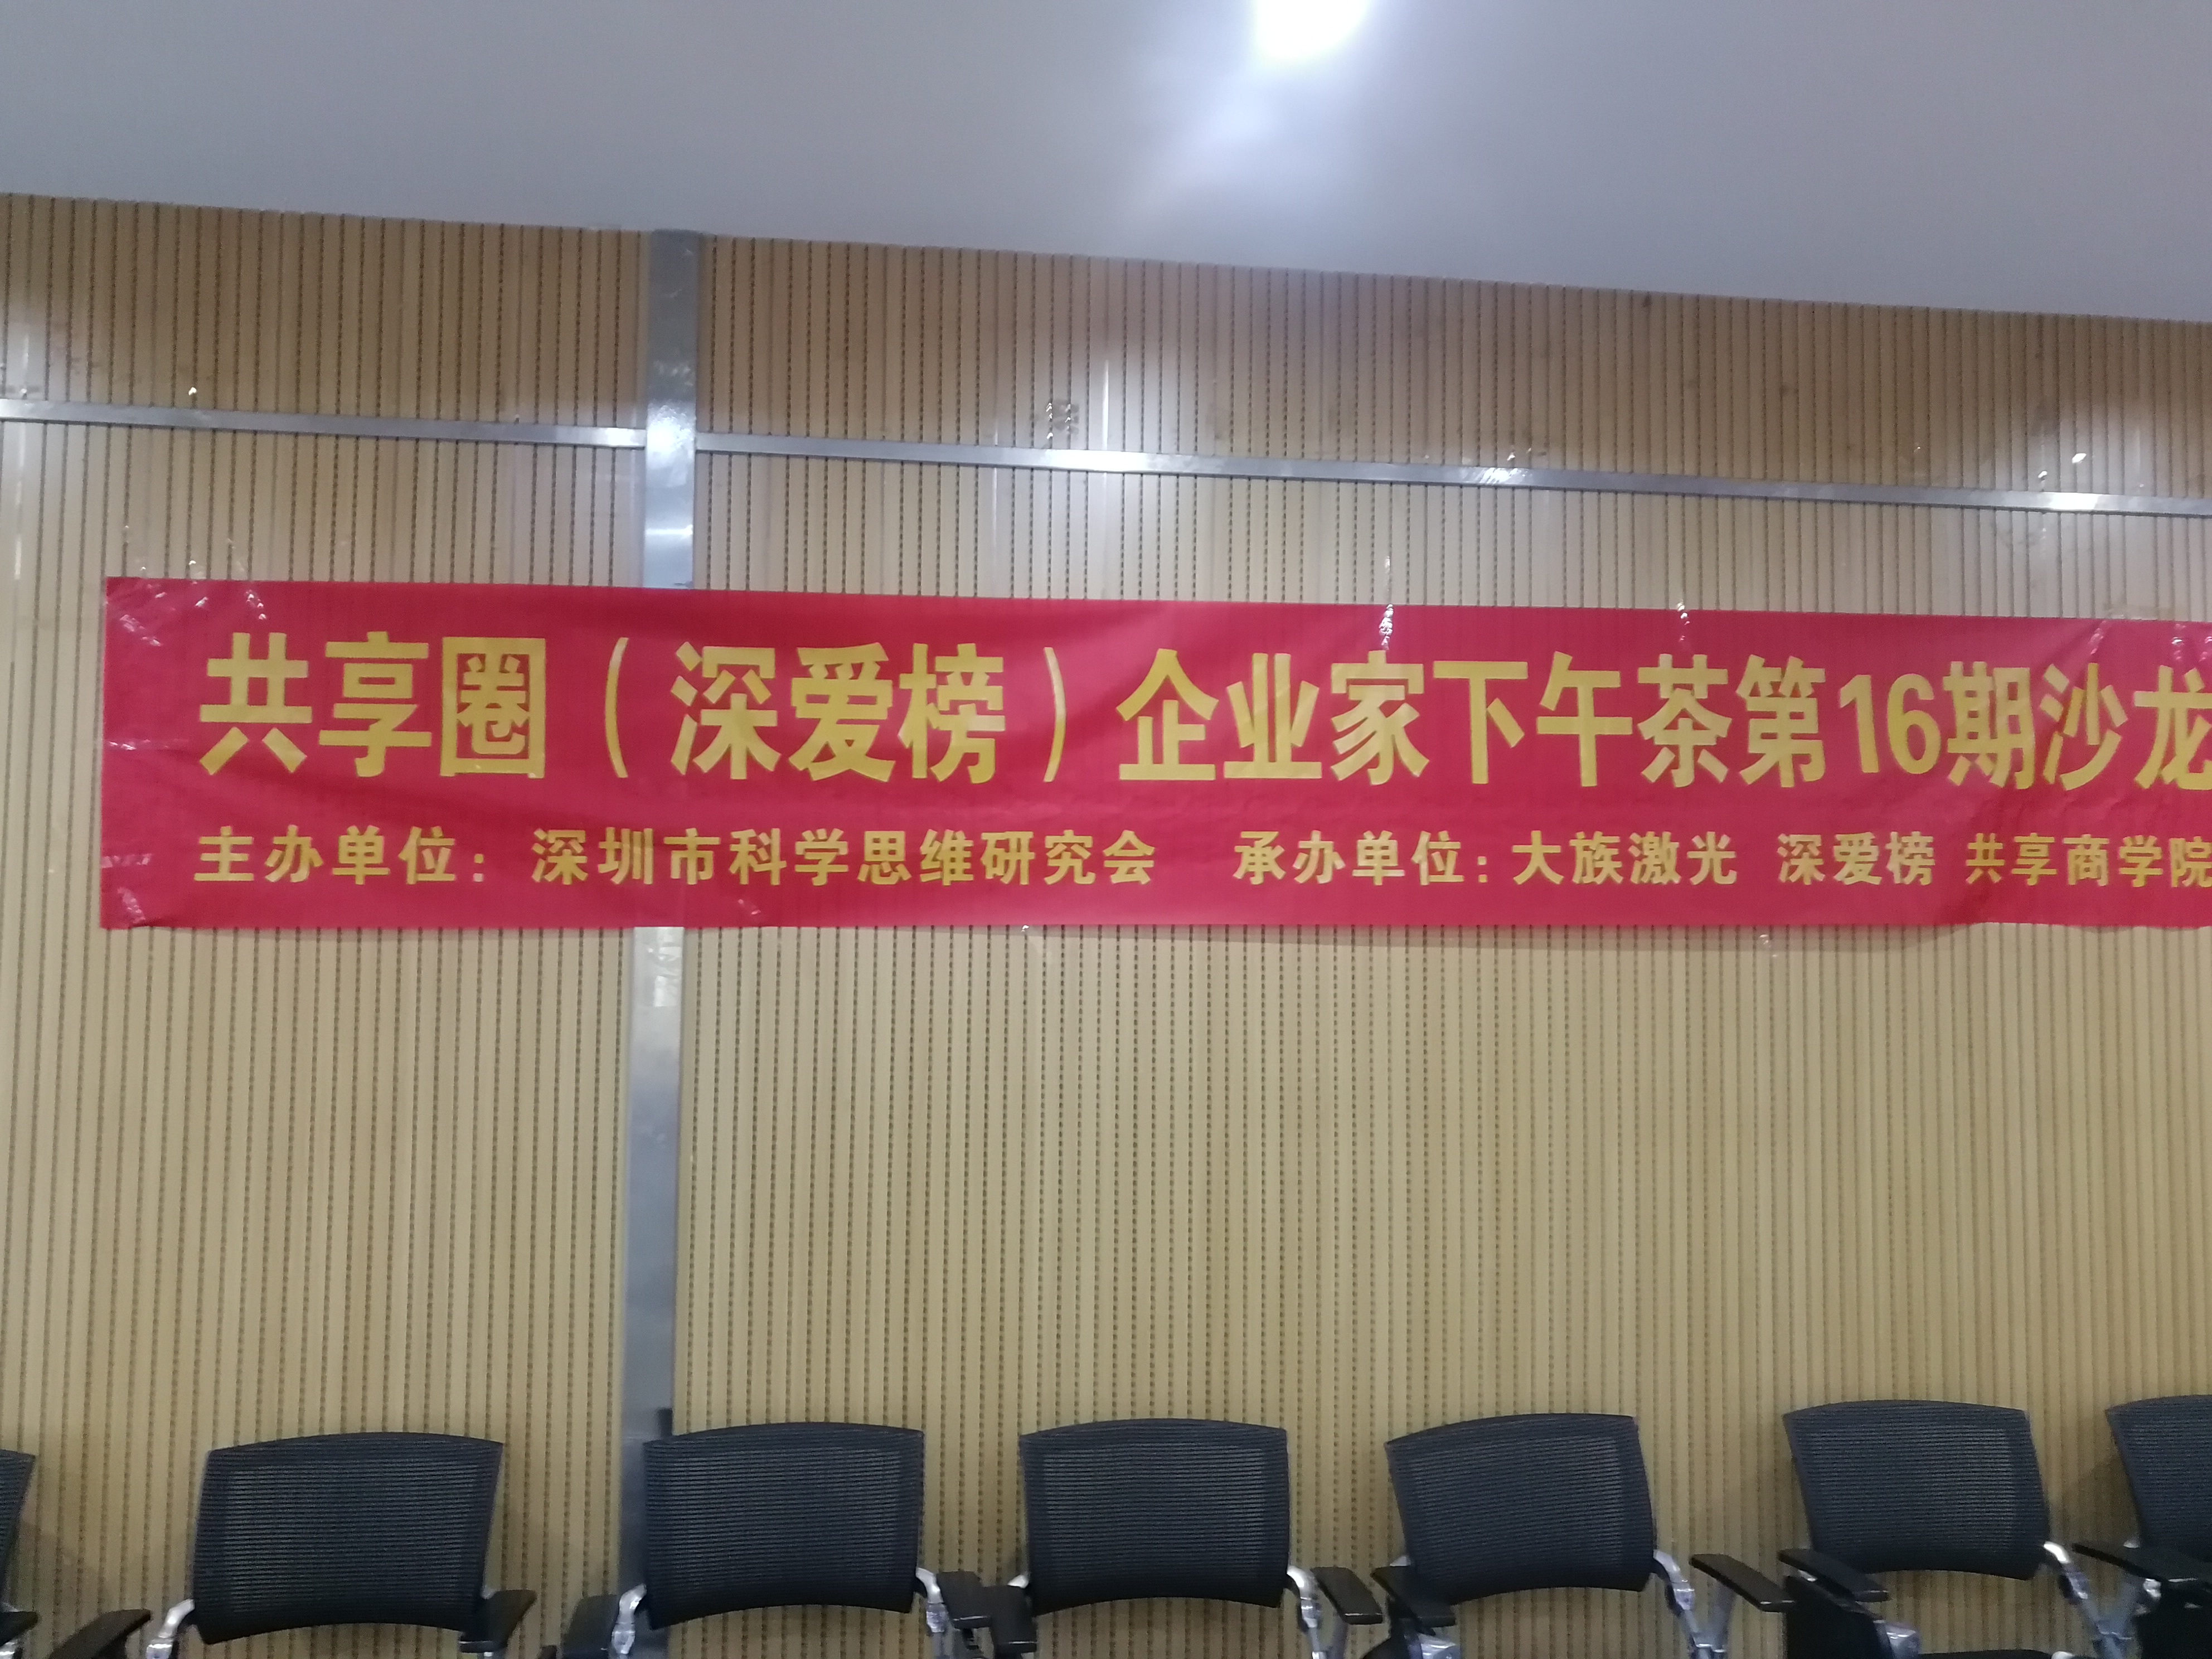 共享圈（深爱榜）企业家下午茶第16期沙龙
主办单位：深圳市科学思维研究会 承办单位：大族激光 深爱榜 共享商学院